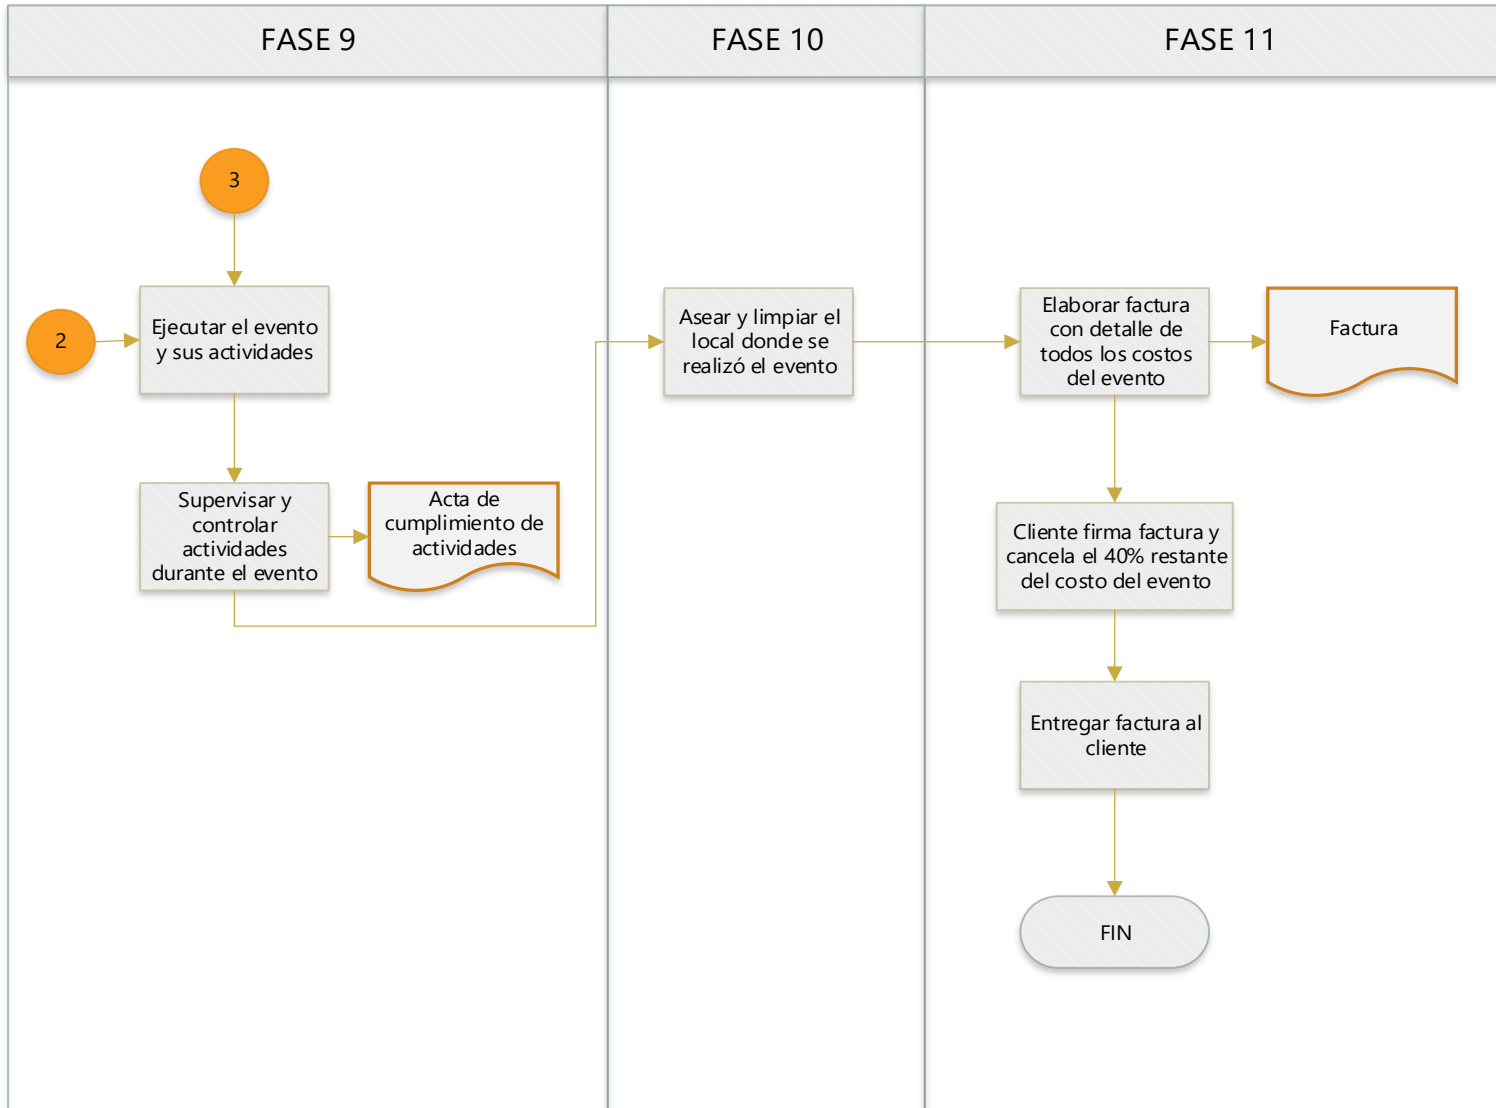 FASE 9
FASE 10
FASE 11
3
2
Ejecutar el evento
y sus actividades
Supervisar y
controlar
actividades
durante el evento
Acta de
cumplimiento de
actividades
Asear y limpiar el
local donde se
realizó el evento
Elaborar factura
con detalle de
todos los costos
del evento
Factura
Cliente firma factura y
cancela el 40% restante
del costo del evento
Entregar factura al
cliente
FIN